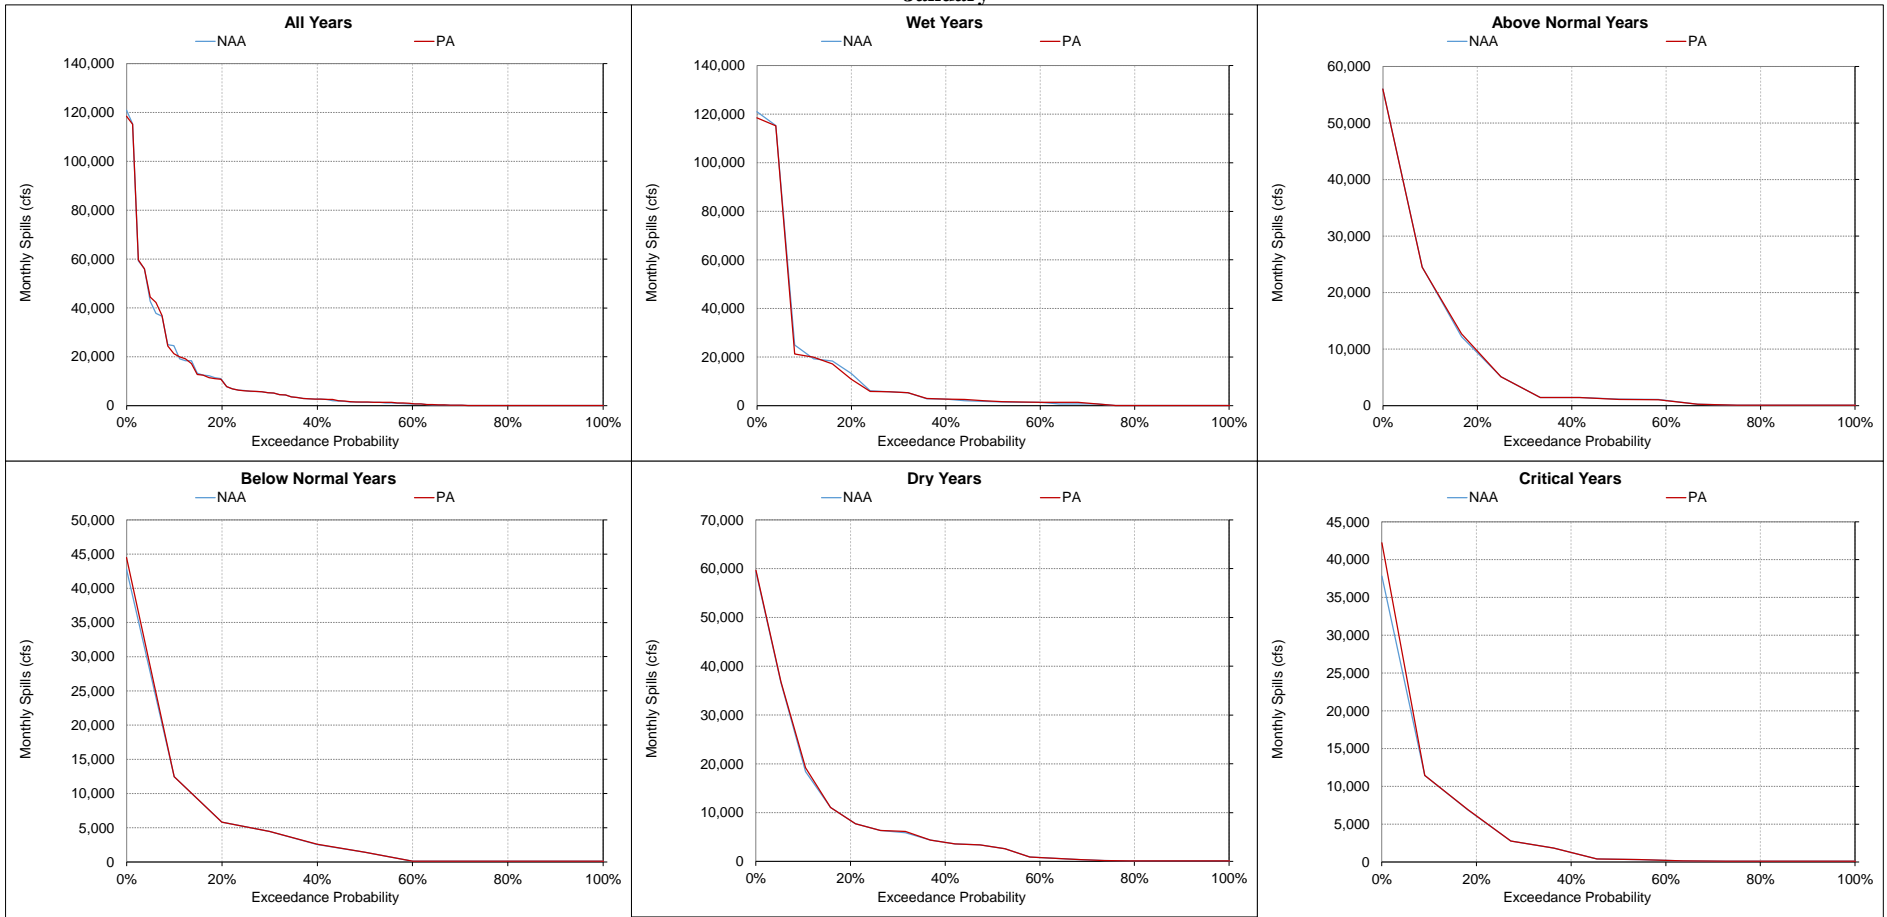 All Years
NAA PA
140,000
120,000
100,000
80,000
60,000
40,000
20,000
0
Monthly Spills (cfs)
0% 20% 40% 60% 80% 100%
Exceedance Probability
Wet Years
NAA PA
140,000
120,000
100,000
80,000
60,000
40,000
20,000
0
Monthly Spills (cfs)
0% 20% 40% 60% 80% 100%
Exceedance Probability
Above Normal Years
NAA PA
60,000
50,000
40,000
30,000
20,000
10,000
0
Monthly Spills (cfs)
0% 20% 40% 60% 80% 100%
Exceedance Probability
Below Normal Years
NAA PA
50,000
45,000
40,000
35,000
30,000
25,000
20,000
15,000
10,000
5,000
0
Monthly Spills (cfs)
0% 20% 40% 60% 80% 100%
Exceedance Probability
Dry Years
NAA PA
70,000
60,000
50,000
40,000
30,000
20,000
10,000
0
Monthly Spills (cfs)
0% 20% 40% 60% 80% 100%
Exceedance Probability
Critical Years
NAA PA
45,000
40,000
35,000
30,000
25,000
20,000
15,000
10,000
5,000
0
Monthly Spills (cfs)
0% 20% 40% 60% 80% 100%
Exceedance Probability